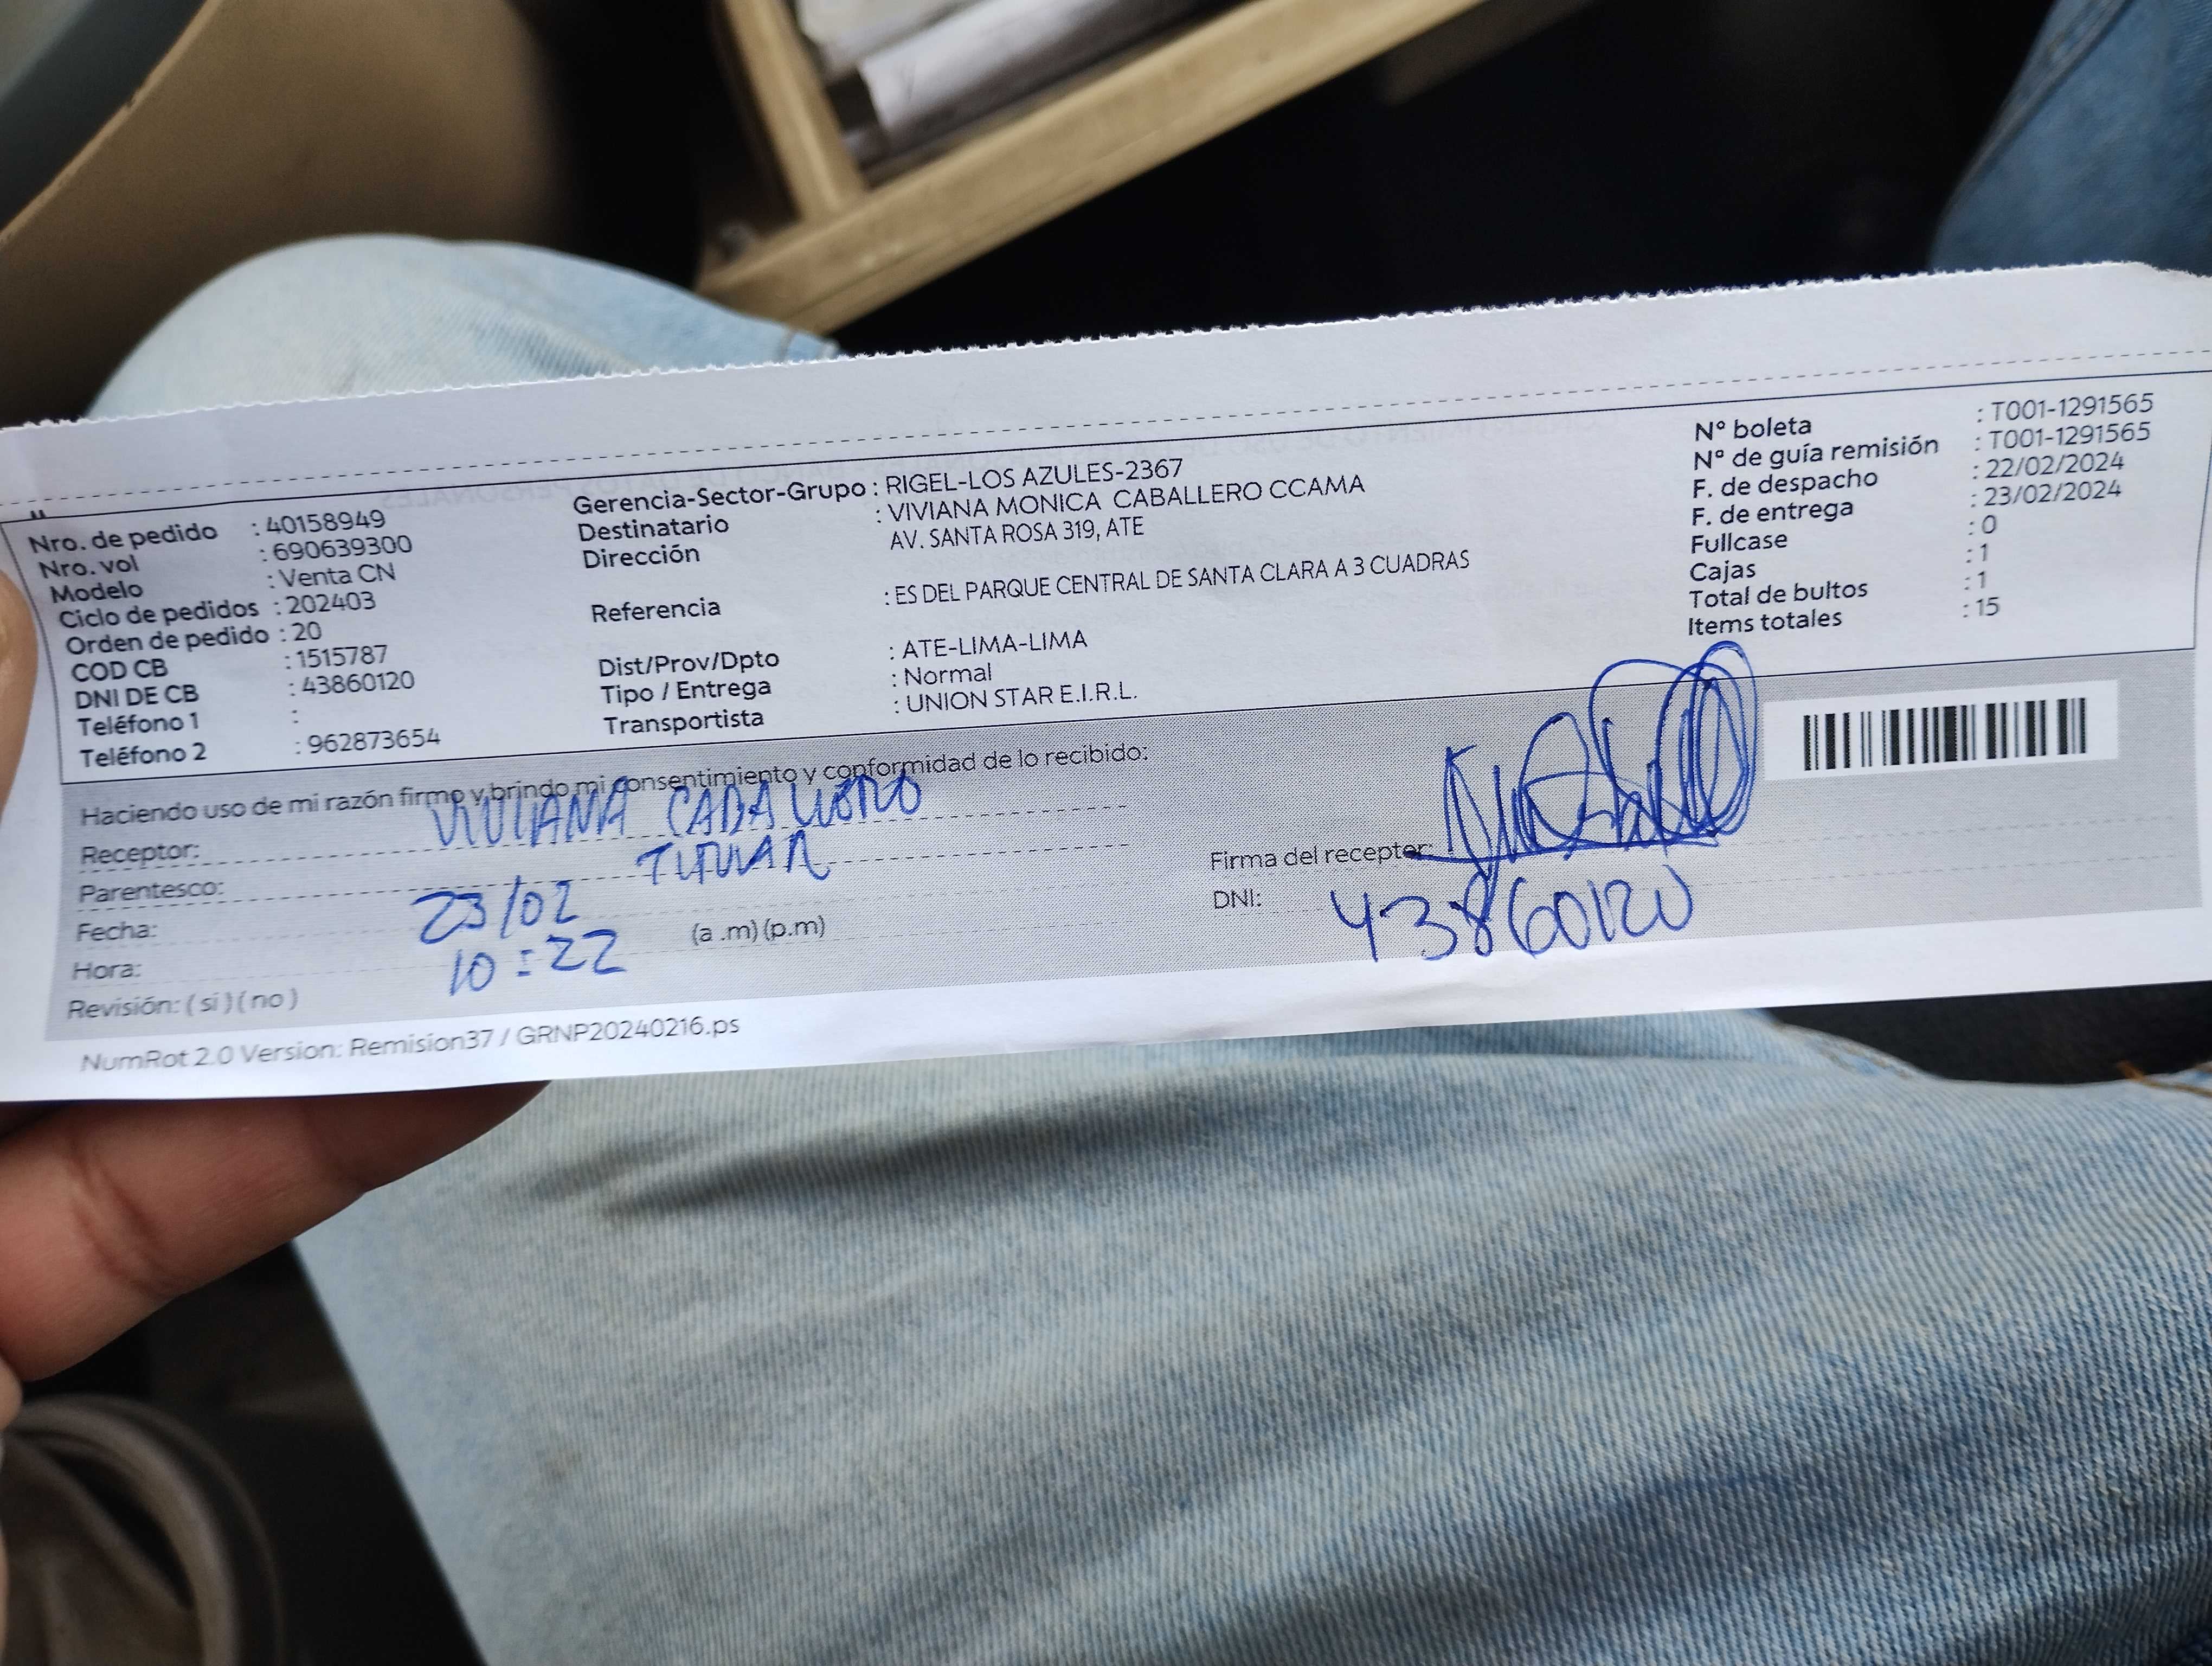 Nro. de pedido : 40158949
Nro. vol : 690639300
Modelo : Venta CN
Ciclo de pedidos : 202403
Orden de pedido : 20
COD CB : 1515787
DNI DE CB : 43860120
Teléfono 1 :
Teléfono 2 : 962873654
Gerencia-Sector-Grupo : RIGEL-LOS AZULES-2367
Destinatario : VIVIANA MONICA CABALLERO CCAMA
Dirección AV. SANTA ROSA 319, ATE
Referencia : ES DEL PARQUE CENTRAL DE SANTA CLARA A 3 CUADRAS
Dist/Prov/Dpto : ATE-LIMA-LIMA
Tipo / Entrega : Normal
Transportista : UNION STAR E.I.R.L.
Nº boleta : T001-1291565
Nº de guía remisión : T001-1291565
F. de despacho : 22/02/2024
F. de entrega : 23/02/2024
Fullcase : 0
Cajas : 1
Total de bultos : 1
Items totales : 15
Haciendo uso de mi razón firmo y brindo mi consentimiento y conformidad de lo recibido:
Receptor: VIVIANA CABALLERO
Parentesco: TITULAR
Fecha: 23/02
Hora: 10:22 (a .m) (p.m)
Revisión: ( si ) ( no )
Firma del receptor:
DNI: 43860120
NumRot 2.0 Version: Remision37 / GRNP20240216.ps